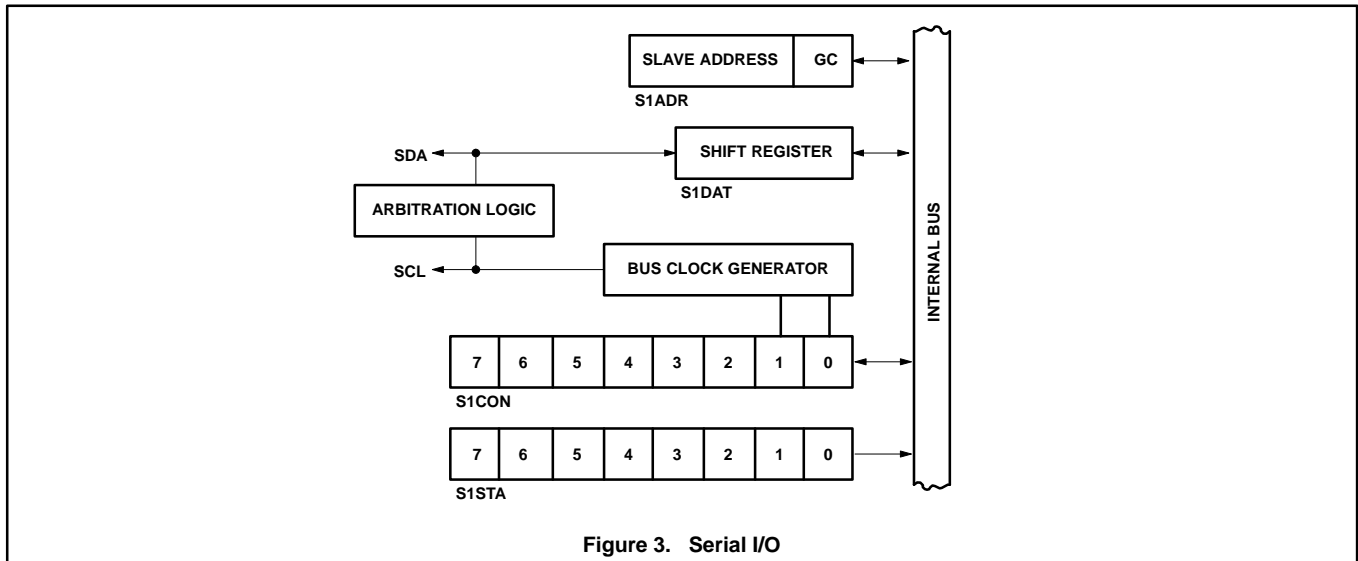 SLAVE ADDRESS GC
S1ADR
SDA
SHIFT REGISTER
S1DAT
ARBITRATION LOGIC
SCL
BUS CLOCK GENERATOR
INTERNAL BUS
7 6 5 4 3 2 1 0
S1CON
7 6 5 4 3 2 1 0
S1STA
Figure 3. Serial I/O